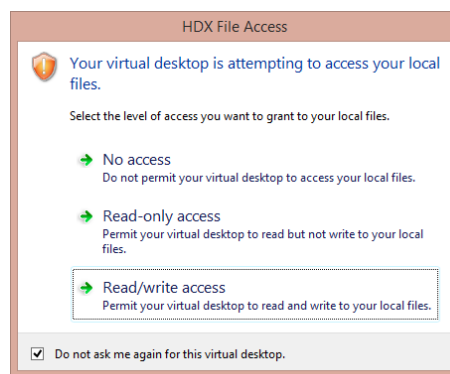 HDX File Access
Your virtual desktop is attempting to access your local
files.
Select the level of access you want to grant to your local files.
No access
Do not permit your virtual desktop to access your local files.
Read-only access
Permit your virtual desktop to read but not write to your local
files.
Read/write access
Permit your virtual desktop to read and write to your local files.
Do not ask me again for this virtual desktop.